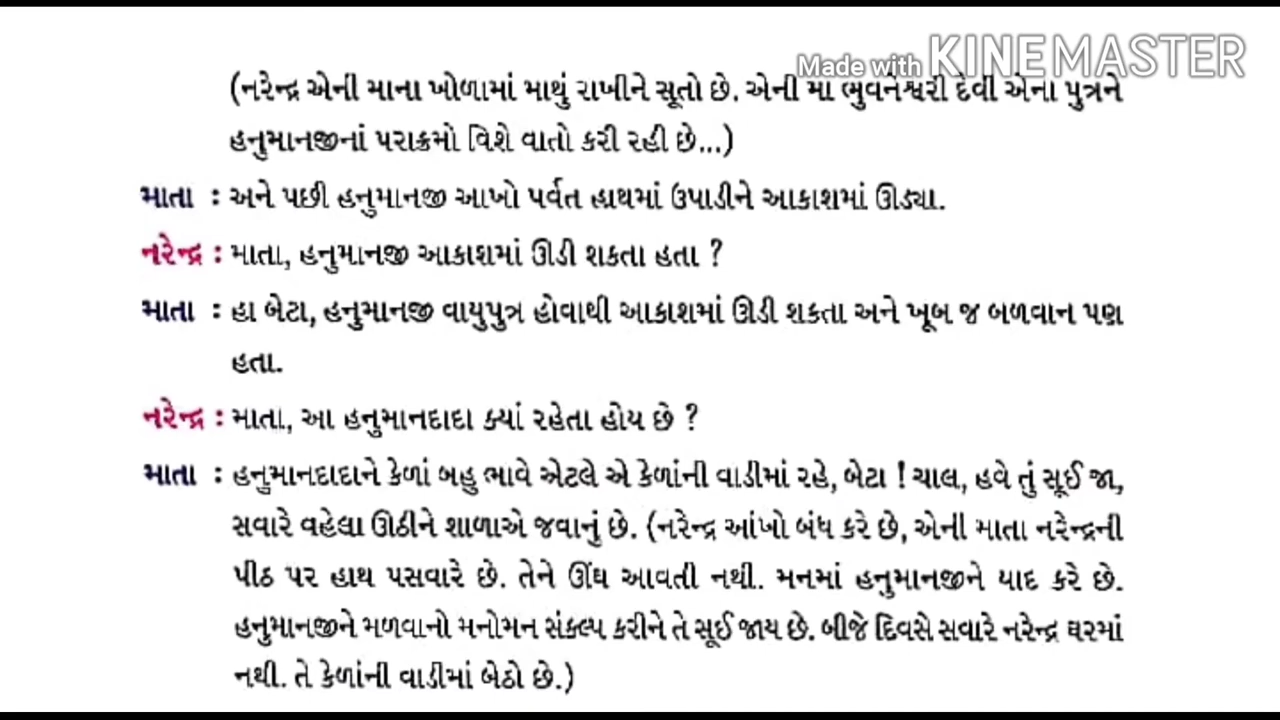 Made with KINEMASTER
(નરેન્દ્ર એની માના ખોળામાં માથું રાખીને સૂતો છે. એની મા ભુવનેશ્વરી દેવી એના પુત્રને
હનુમાનજીનાં પરાક્રમો વિશે વાતો કરી રહી છે...)
માતા : અને પછી હનુમાનજી આખો પર્વત હાથમાં ઉપાડીને આકાશમાં ઊડ્યા.
નરેન્દ્ર : માતા, હનુમાનજી આકાશમાં ઊડી શકતા હતા ?
માતા : હા બેટા, હનુમાનજી વાયુપુત્ર હોવાથી આકાશમાં ઊડી શકતા અને ખૂબ જ બળવાન પણ
હતા.
નરેન્દ્ર : માતા, આ હનુમાનદાદા ક્યાં રહેતા હોય છે ?
માતા : હનુમાનદાદાને કેળાં બહુ ભાવે એટલે એ કેળાંની વાડીમાં રહે, બેટા ! ચાલ, હવે તું સૂઈ જા,
સવારે વહેલા ઊઠીને શાળાએ જવાનું છે. (નરેન્દ્ર આંખો બંધ કરે છે, એની માતા નરેન્દ્રની
પીઠ પર હાથ પસવારે છે. તેને ઊંઘ આવતી નથી. મનમાં હનુમાનજીને યાદ કરે છે.
હનુમાનજીને મળવાનો મનોમન સંકલ્પ કરીને તે સૂઈ જાય છે. બીજે દિવસે સવારે નરેન્દ્ર ઘરમાં
નથી. તે કેળાંની વાડીમાં બેઠો છે.)